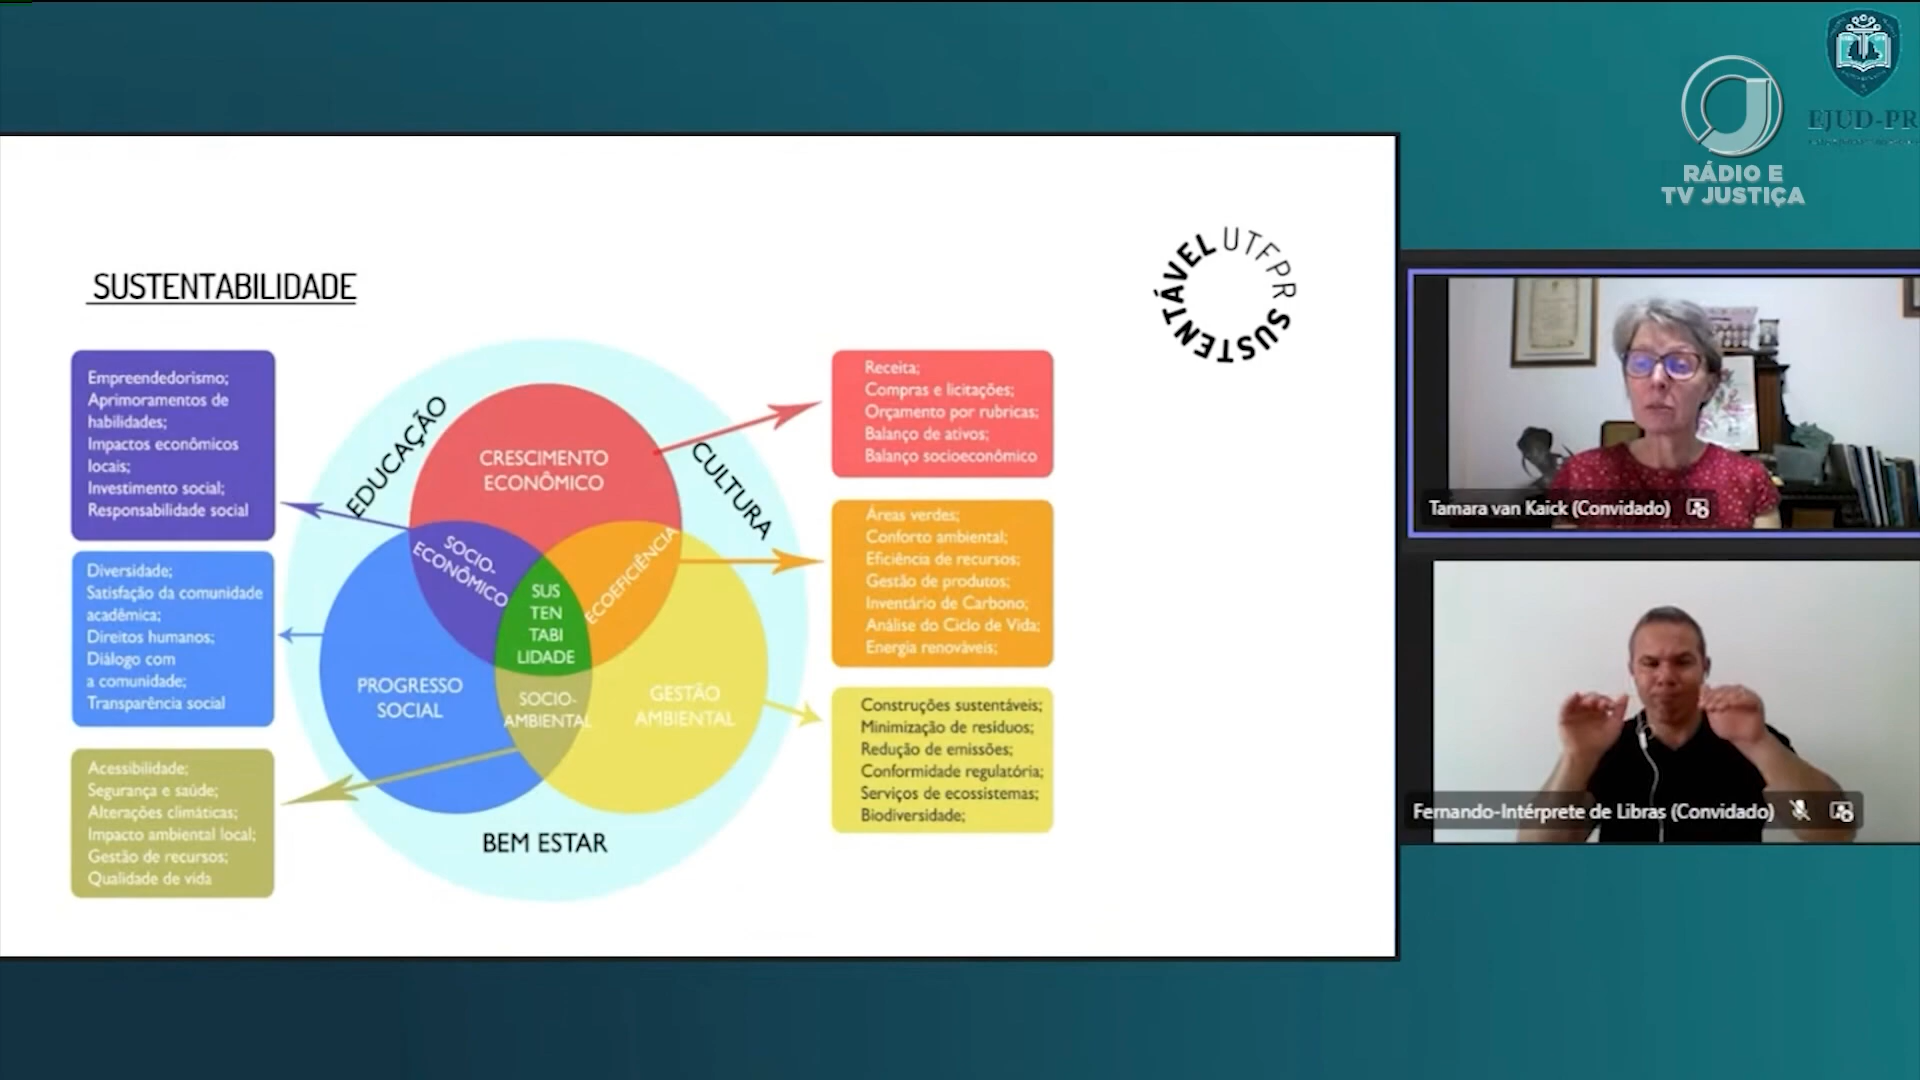 EJUD-PR
RÁDIO E
TV JUSTIÇA
SUSTENTABILIDADE
UTFPR SUSTENTÁVEL
Empreendedorismo;
Aprimoramentos de
habilidades;
Impactos econômicos
locais;
Investimento social;
Responsabilidade social
Diversidade;
Satisfação da comunidade
acadêmica;
Direitos humanos;
Diálogo com
a comunidade;
Transparência social
Acessibilidade;
Segurança e saúde;
Alterações climáticas;
Impacto ambiental local;
Gestão de recursos;
Qualidade de vida
EDUCAÇÃO
CULTURA
BEM ESTAR
CRESCIMENTO
ECONÔMICO
SOCIO-
ECONÔMICO
ECOEFICIÊNCIA
SUS
TEN
TABI
LIDADE
PROGRESSO
SOCIAL
SOCIO-
AMBIENTAL
GESTÃO
AMBIENTAL
Receita;
Compras e licitações;
Orçamento por rubricas;
Balanço de ativos;
Balanço socioeconômico
Áreas verdes;
Conforto ambiental;
Eficiência de recursos;
Gestão de produtos;
Inventário de Carbono;
Análise do Ciclo de Vida;
Energia renováveis;
Construções sustentáveis;
Minimização de resíduos;
Redução de emissões;
Conformidade regulatória;
Serviços de ecossistemas;
Biodiversidade;
Tamara van Kaick (Convidado)
Fernando-Intérprete de Libras (Convidado)